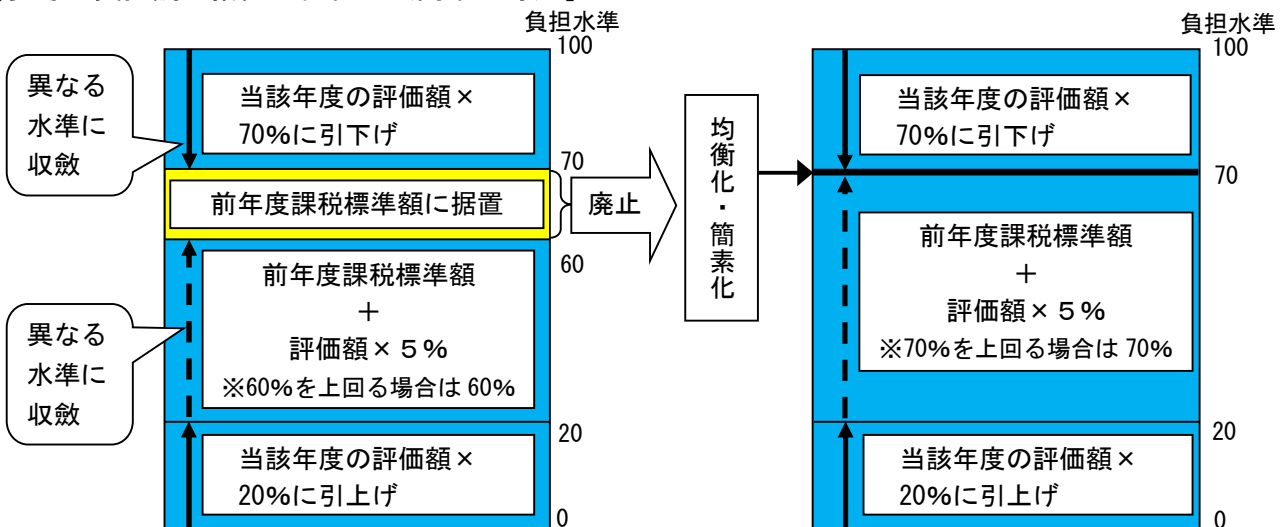 負担水準
100
異なる
水準に
収斂
当該年度の評価額×
70%に引下げ
70
前年度課税標準額に据置
廃止
60
前年度課税標準額
＋
評価額×５％
※60%を上回る場合は 60%
異なる
水準に
収斂
20
当該年度の評価額×
20%に引上げ
0
均衡化・簡素化
負担水準
100
当該年度の評価額×
70%に引下げ
70
前年度課税標準額
＋
評価額×５％
※70%を上回る場合は 70%
20
当該年度の評価額×
20%に引上げ
0